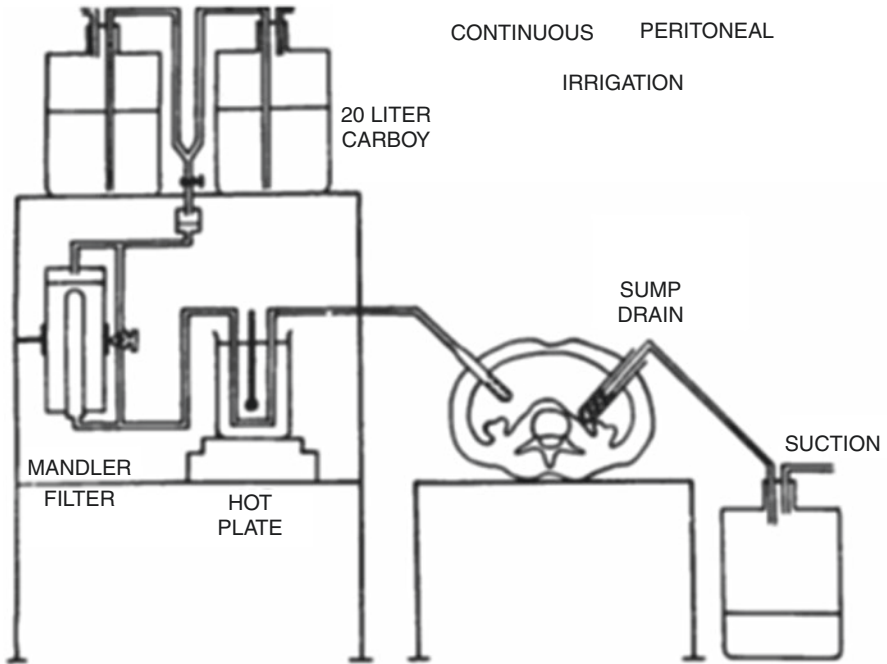 CONTINUOUS PERITONEAL
IRRIGATION
20 LITER
CARBOY
SUMP
DRAIN
SUCTION
MANDLER
FILTER
HOT
PLATE